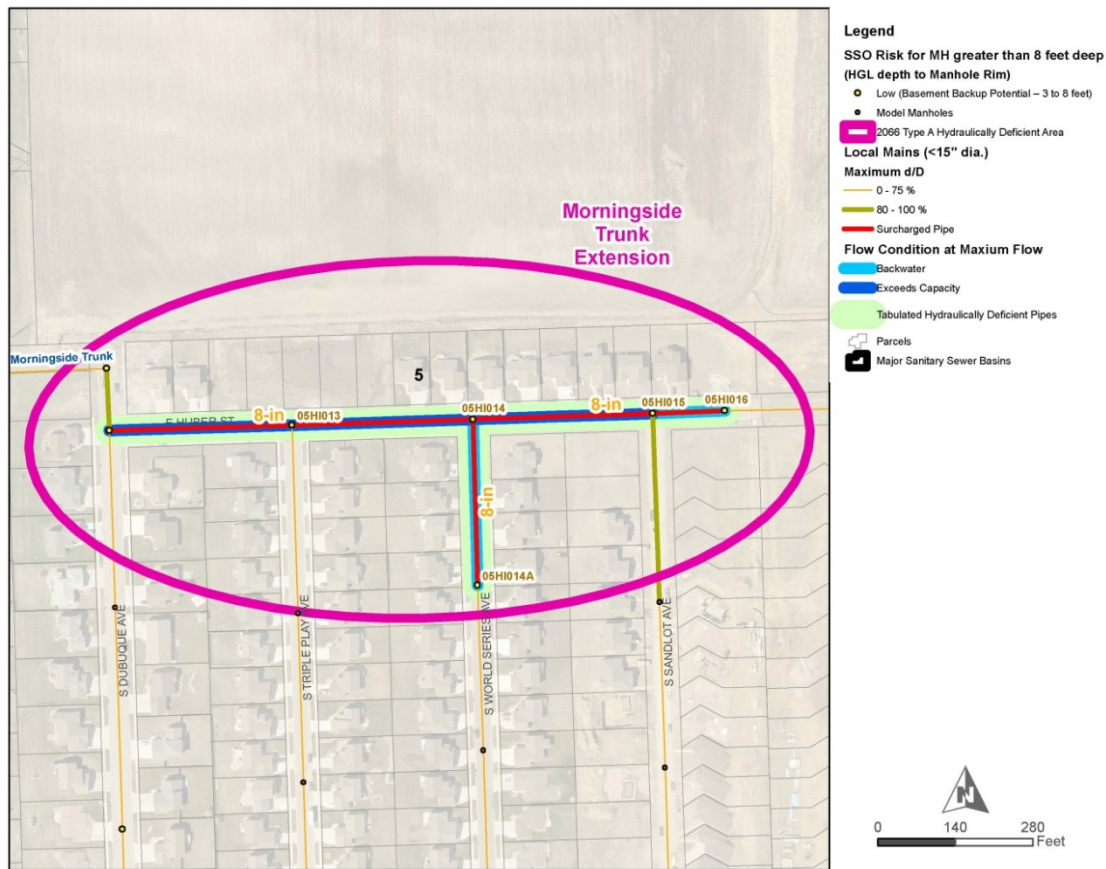 Morningside
Trunk
Extension
Morningside Trunk
5
E HUBER ST
8-in
05HI013
05HI014
8-in
05HI015
05HI016
8-in
05HI014A
S DUBUQUE AVE
S TRIPLE PLAY AVE
S WORLD SERIES AVE
S SANDLOT AVE
Legend
SSO Risk for MH greater than 8 feet deep
(HGL depth to Manhole Rim)
Low (Basement Backup Potential – 3 to 8 feet)
Model Manholes
2066 Type A Hydraulically Deficient Area
Local Mains (<15" dia.)
Maximum d/D
0 - 75 %
80 - 100 %
Surcharged Pipe
Flow Condition at Maxium Flow
Backwater
Exceeds Capacity
Tabulated Hydraulically Deficient Pipes
Parcels
Major Sanitary Sewer Basins
N
0 140 280
Feet